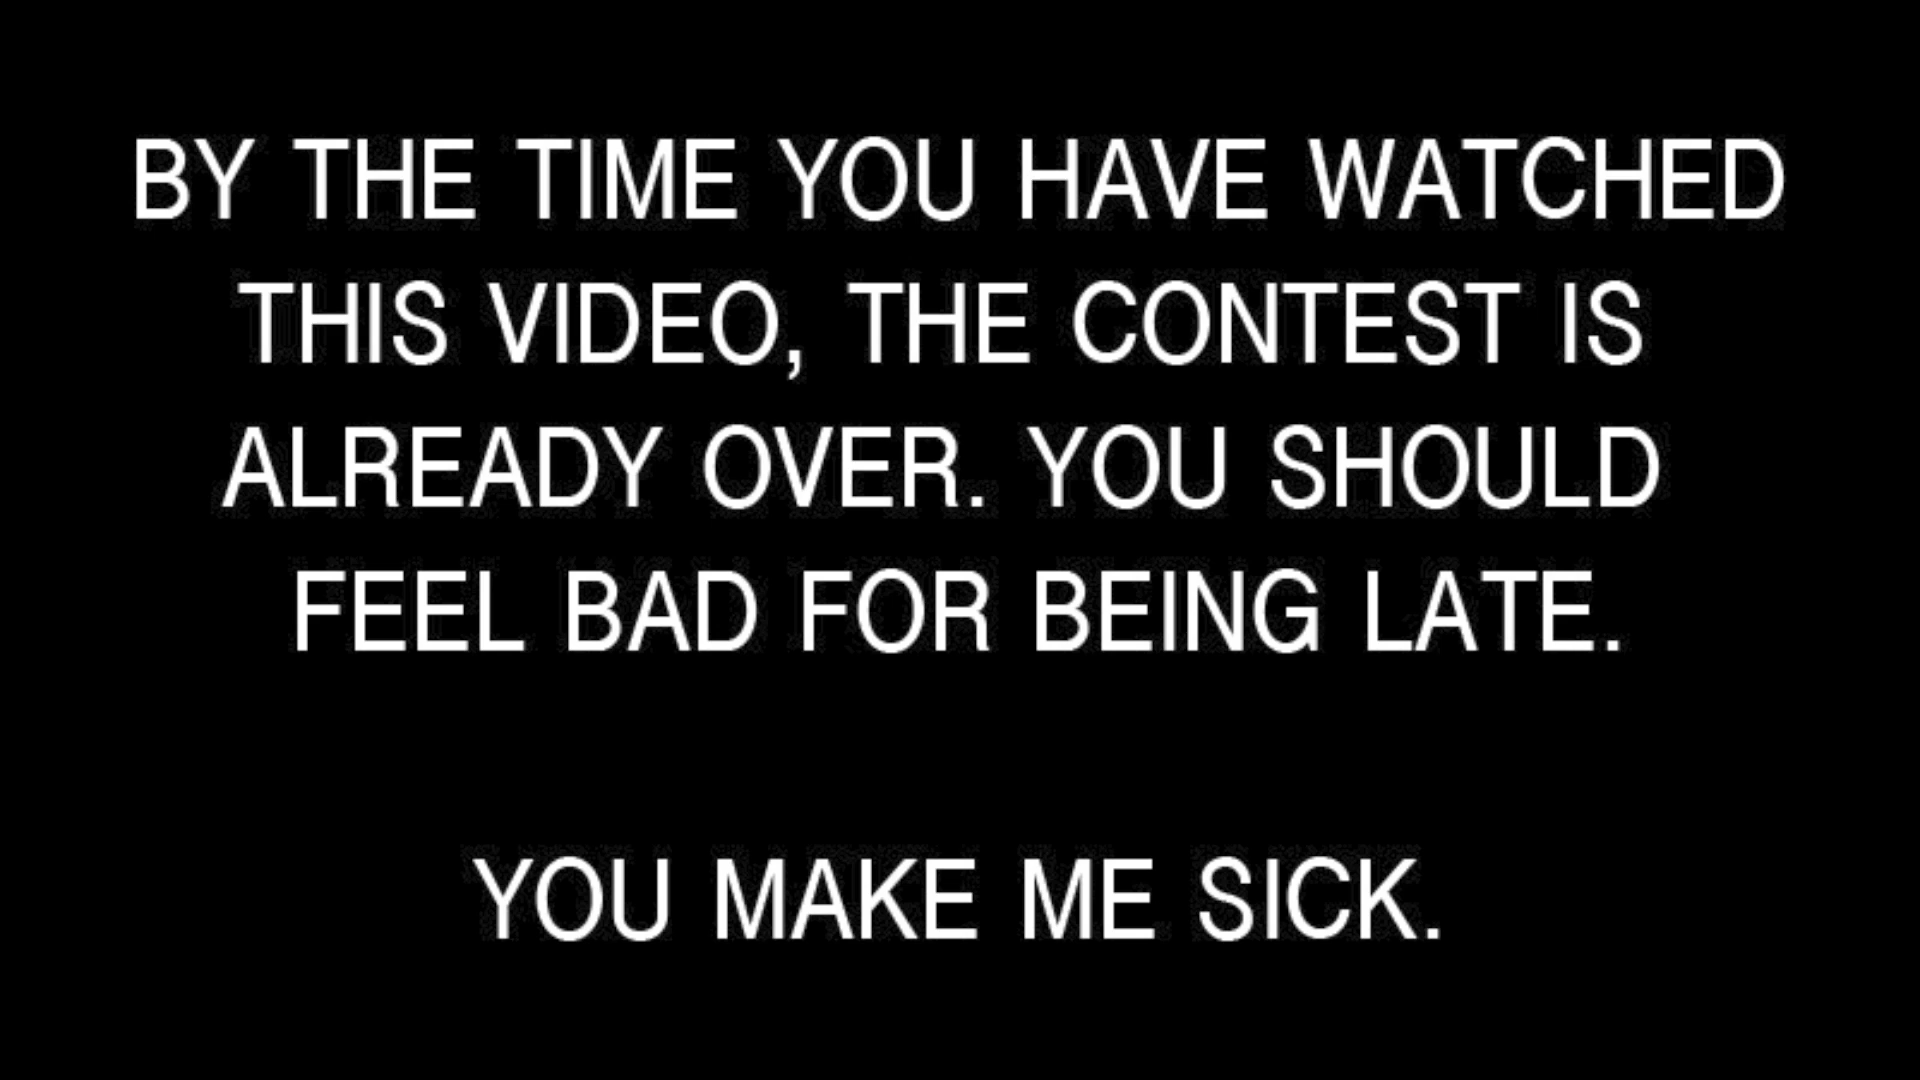 BY THE TIME YOU HAVE WATCHED
THIS VIDEO, THE CONTEST IS
ALREADY OVER. YOU SHOULD
FEEL BAD FOR BEING LATE.
YOU MAKE ME SICK.